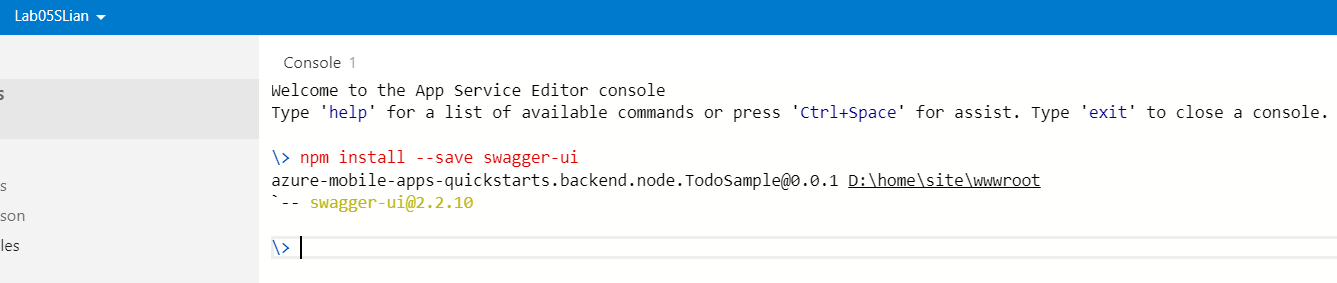 Lab05SLian
Console 1
Welcome to the App Service Editor console
Type 'help' for a list of available commands or press 'Ctrl+Space' for assist. Type 'exit' to close a console.
\> npm install --save swagger-ui
azure-mobile-apps-quickstarts.backend.node.TodoSample@0.0.1 D:\home\site\wwwroot
`-- swagger-ui@2.2.10
\>
s
s
son
les